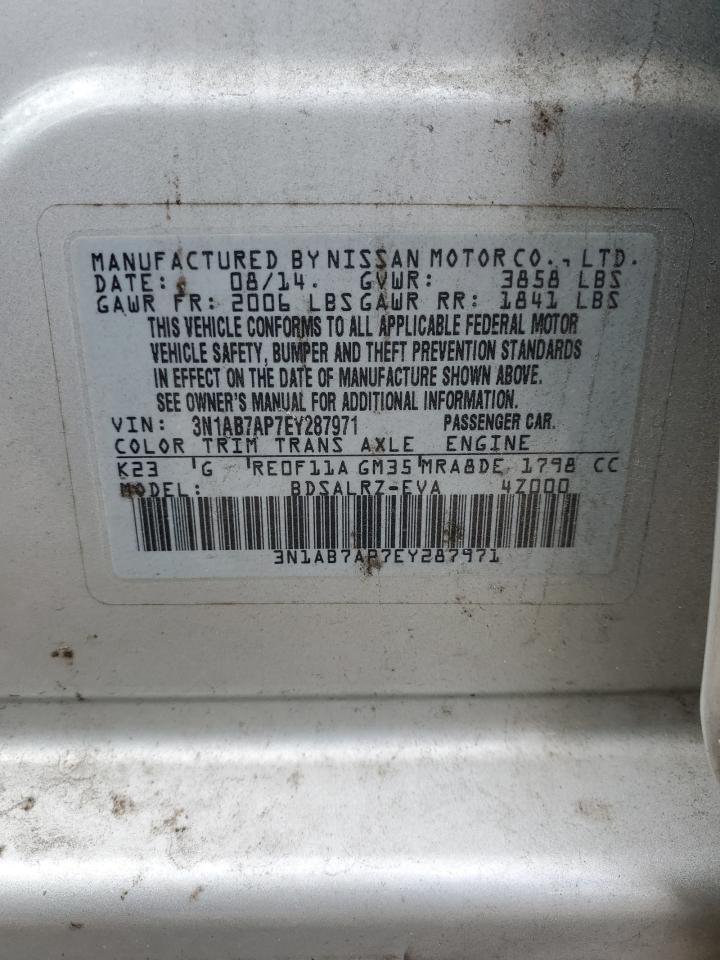 MANUFACTURED BY NISSAN MOTOR CO., LTD.
DATE: 08/14. GVWR: 3858 LBS
GAWR FR: 2006 LBS GAWR RR: 1841 LBS
THIS VEHICLE CONFORMS TO ALL APPLICABLE FEDERAL MOTOR
VEHICLE SAFETY, BUMPER AND THEFT PREVENTION STANDARDS
IN EFFECT ON THE DATE OF MANUFACTURE SHOWN ABOVE.
SEE OWNER'S MANUAL FOR ADDITIONAL INFORMATION.
VIN: 3N1AB7AP7EY287971 PASSENGER CAR.
COLOR TRIM TRANS AXLE ENGINE
K23 'G 'RE0F11A GM35'MRA8DE 1798 CC
MODEL: BDSALRZ-EVA 4Z000
3N1AB7AP7EY287971